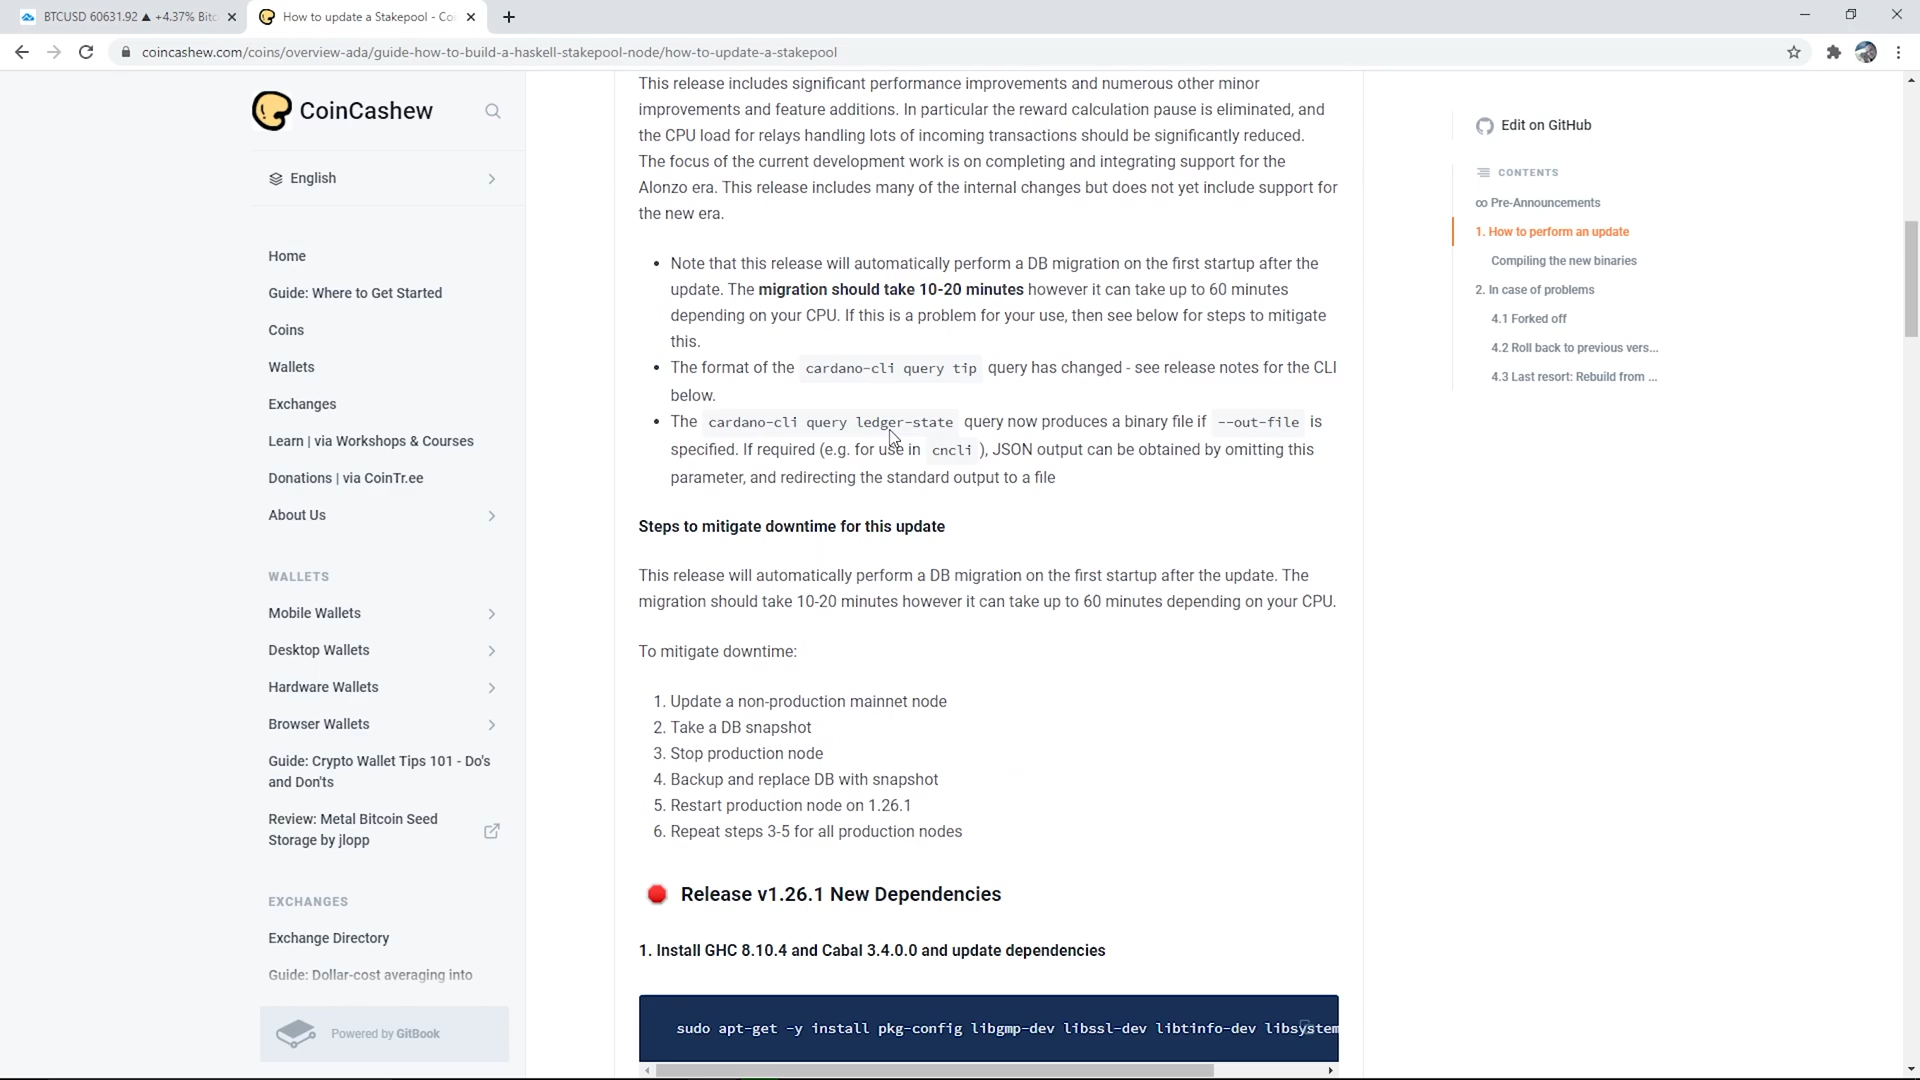 BTCUSD 60631.92 ▲ +4.37% Bitc
How to update a Stakepool - Co
coincashew.com/coins/overview-ada/guide-how-to-build-a-haskell-stakepool-node/how-to-update-a-stakepool
CoinCashew
English
Home
Guide: Where to Get Started
Coins
Wallets
Exchanges
Learn | via Workshops & Courses
Donations | via CoinTr.ee
About Us
WALLETS
Mobile Wallets
Desktop Wallets
Hardware Wallets
Browser Wallets
Guide: Crypto Wallet Tips 101 - Do's
and Don'ts
Review: Metal Bitcoin Seed
Storage by jlopp
EXCHANGES
Exchange Directory
Guide: Dollar-cost averaging into
Powered by GitBook
This release includes significant performance improvements and numerous other minor
improvements and feature additions. In particular the reward calculation pause is eliminated, and
the CPU load for relays handling lots of incoming transactions should be significantly reduced.
The focus of the current development work is on completing and integrating support for the
Alonzo era. This release includes many of the internal changes but does not yet include support for
the new era.
• Note that this release will automatically perform a DB migration on the first startup after the
update. The migration should take 10-20 minutes however it can take up to 60 minutes
depending on your CPU. If this is a problem for your use, then see below for steps to mitigate
this.
• The format of the cardano-cli query tip query has changed - see release notes for the CLI
below.
• The cardano-cli query ledger-state query now produces a binary file if --out-file is
specified. If required (e.g. for use in cncli ), JSON output can be obtained by omitting this
parameter, and redirecting the standard output to a file
Steps to mitigate downtime for this update
This release will automatically perform a DB migration on the first startup after the update. The
migration should take 10-20 minutes however it can take up to 60 minutes depending on your CPU.
To mitigate downtime:
1. Update a non-production mainnet node
2. Take a DB snapshot
3. Stop production node
4. Backup and replace DB with snapshot
5. Restart production node on 1.26.1
6. Repeat steps 3-5 for all production nodes
Release v1.26.1 New Dependencies
1. Install GHC 8.10.4 and Cabal 3.4.0.0 and update dependencies
sudo apt-get -y install pkg-config libgmp-dev libssl-dev libtinfo-dev libsystem
Edit on GitHub
CONTENTS
∞ Pre-Announcements
1. How to perform an update
Compiling the new binaries
2. In case of problems
4.1 Forked off
4.2 Roll back to previous vers...
4.3 Last resort: Rebuild from ...